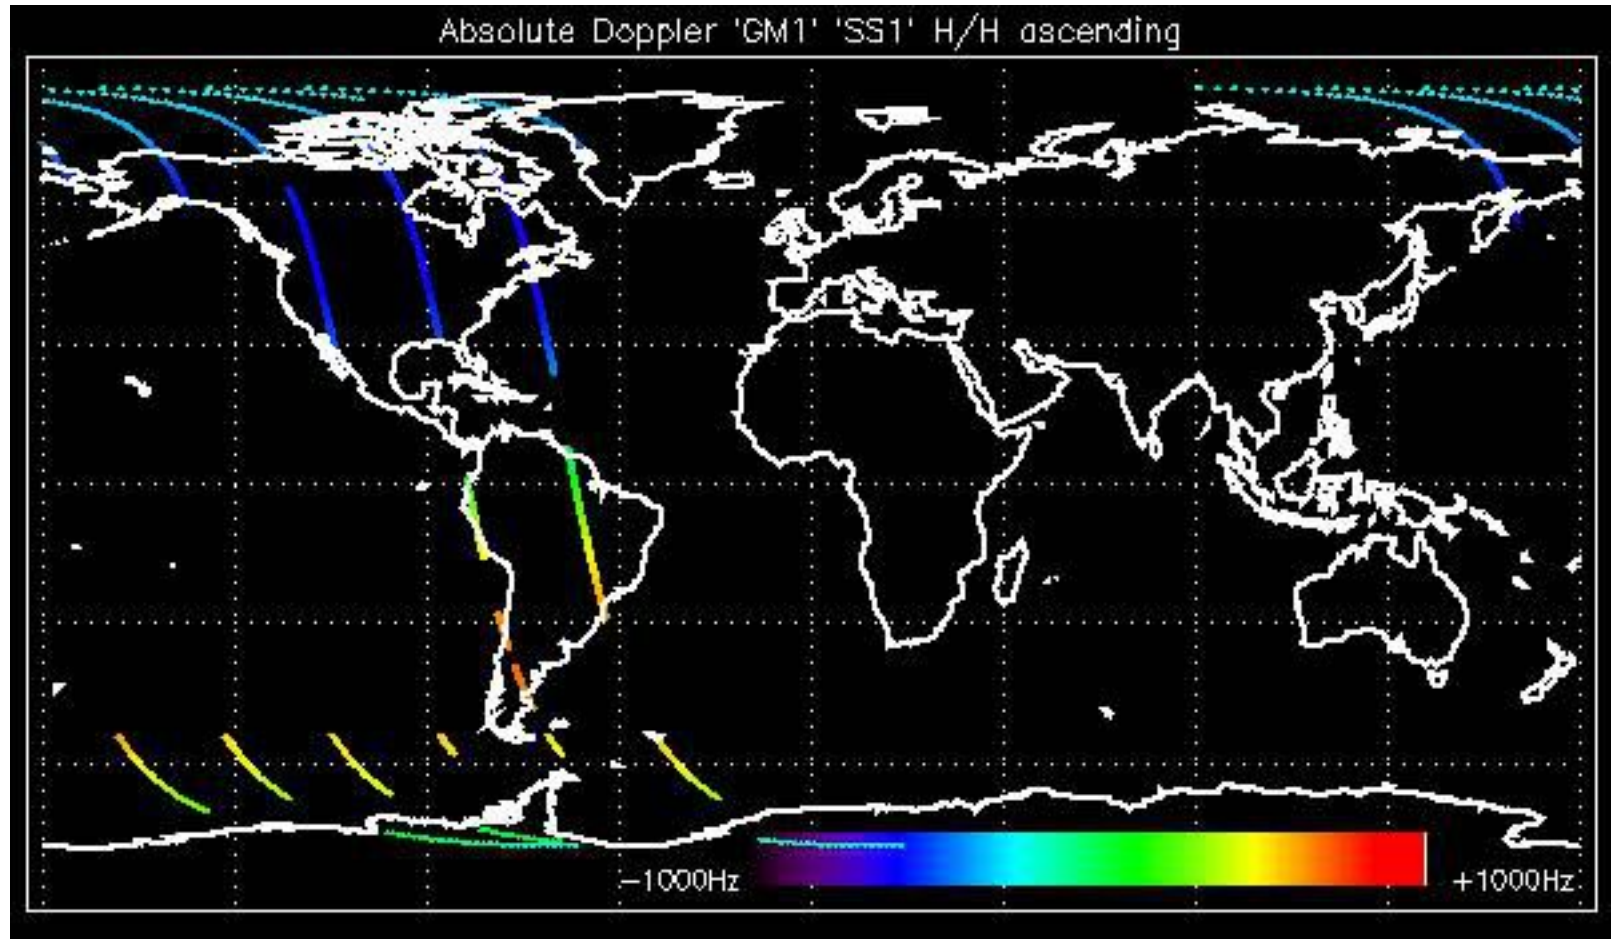 Absolute Doppler 'GM1' 'SS1' H/H ascending
−1000Hz +1000Hz